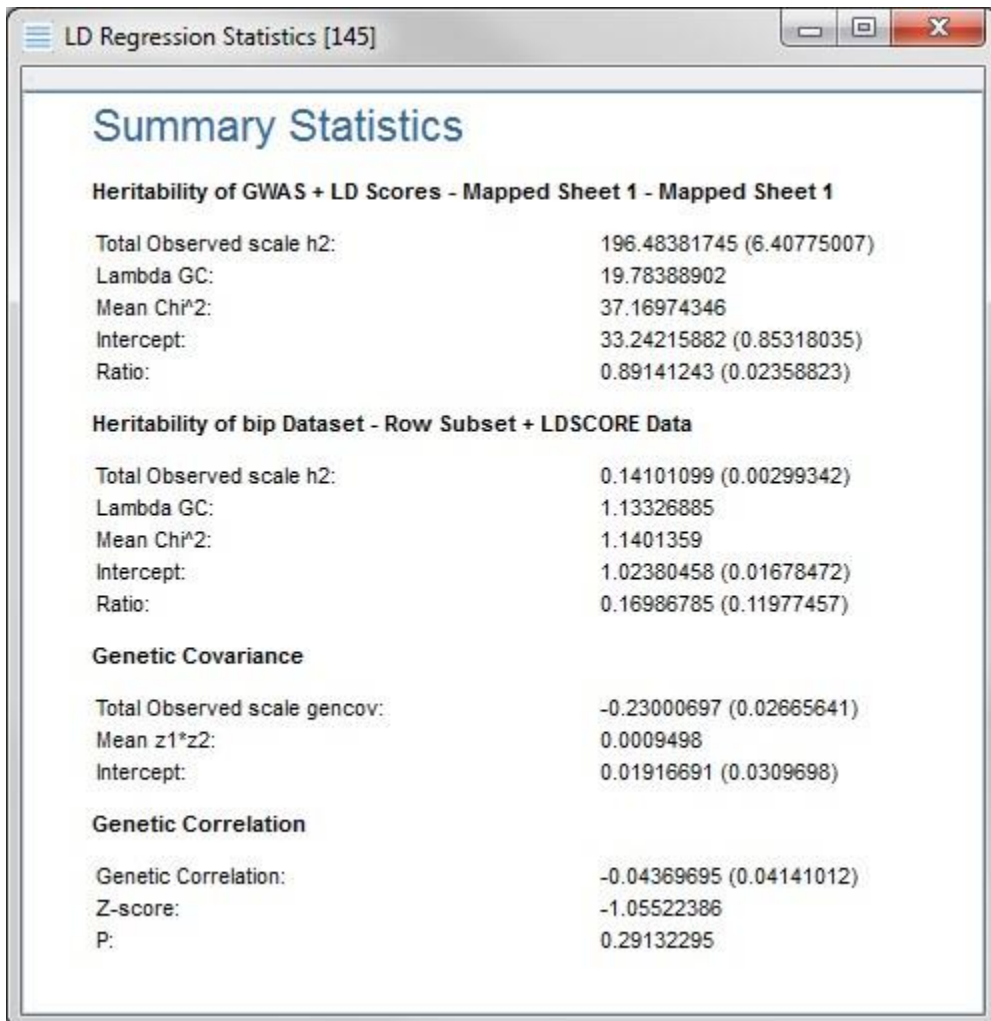 LD Regression Statistics [145]
Summary Statistics
Heritability of GWAS + LD Scores - Mapped Sheet 1 - Mapped Sheet 1
Total Observed scale h2: 196.48381745 (6.40775007)
Lambda GC: 19.78388902
Mean Chi^2: 37.16974346
Intercept: 33.24215882 (0.85318035)
Ratio: 0.89141243 (0.02358823)
Heritability of bip Dataset - Row Subset + LDSCORE Data
Total Observed scale h2: 0.14101099 (0.00299342)
Lambda GC: 1.13326885
Mean Chi^2: 1.1401359
Intercept: 1.02380458 (0.01678472)
Ratio: 0.16986785 (0.11977457)
Genetic Covariance
Total Observed scale gencov: -0.23000697 (0.02665641)
Mean z1*z2: 0.0009498
Intercept: 0.01916691 (0.0309698)
Genetic Correlation
Genetic Correlation: -0.04369695 (0.04141012)
Z-score: -1.05522386
P: 0.29132295